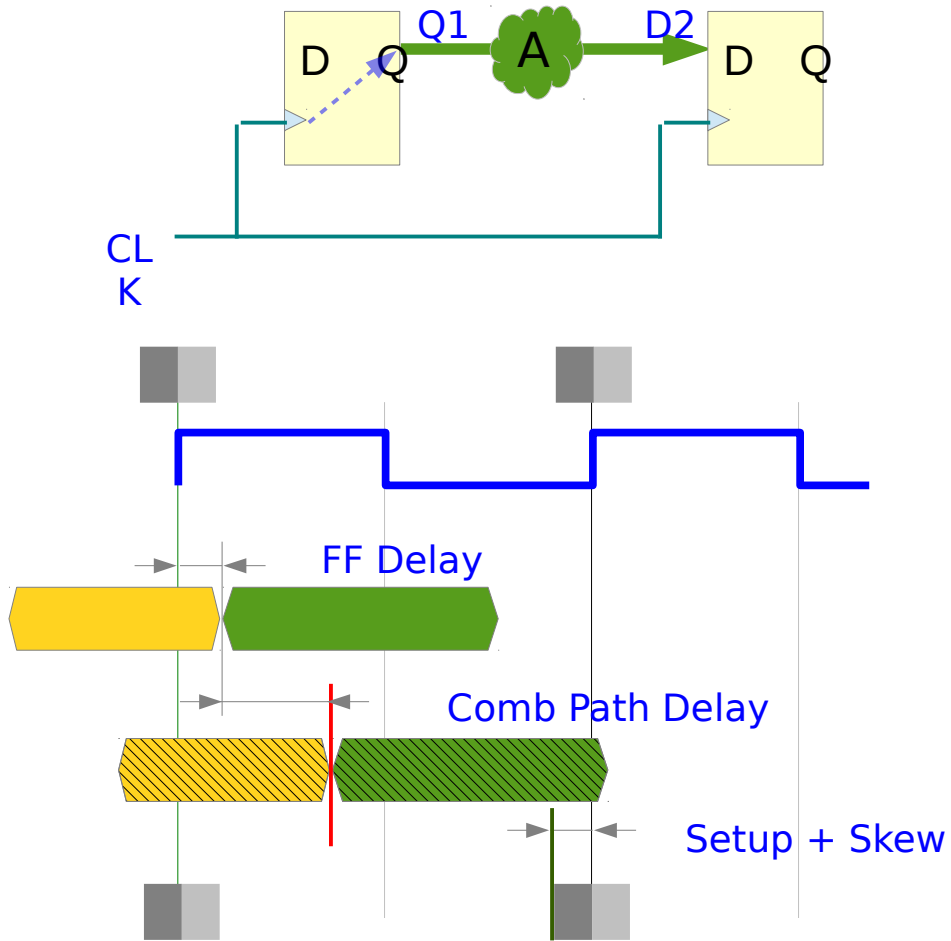 Q1
D2
D
Q
A
D
Q
CL
K
FF Delay
Comb Path Delay
Setup + Skew